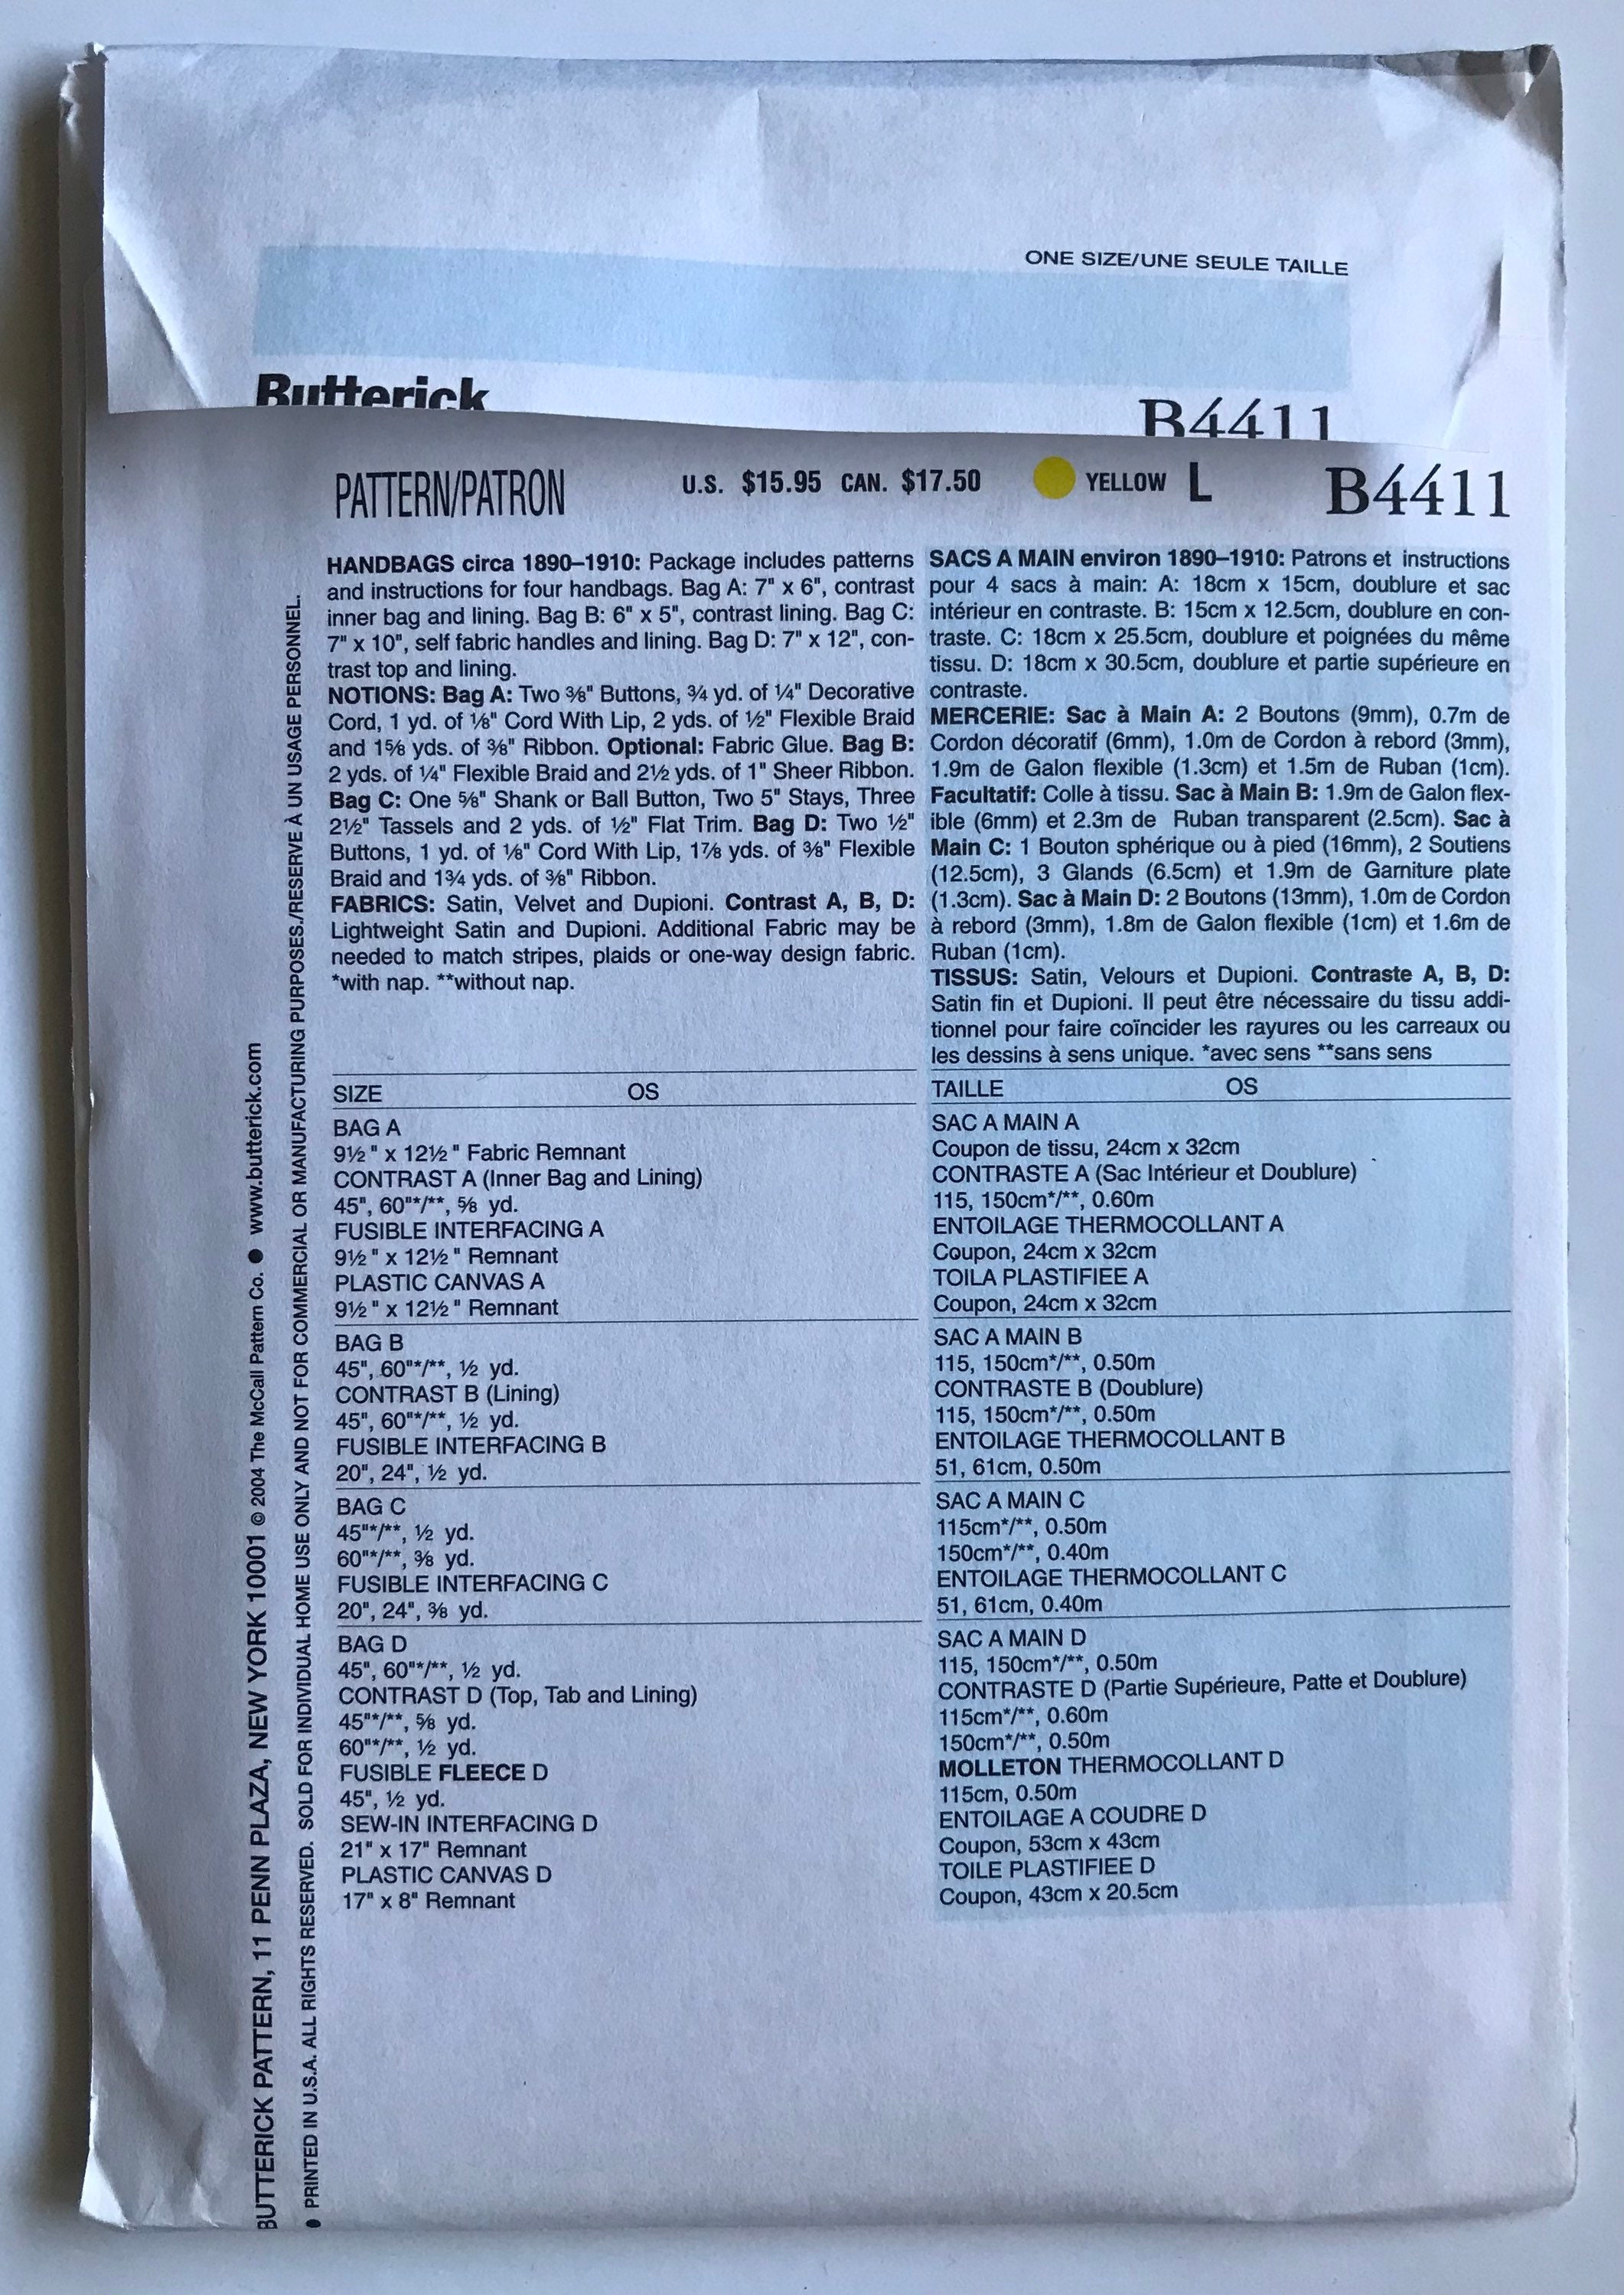 ONE SIZE/UNE SEULE TAILLE
Butterick
B4411
PATTERN/PATRON
U.S. $15.95 CAN. $17.50 YELLOW L B4411
HANDBAGS circa 1890–1910: Package includes patterns
and instructions for four handbags. Bag A: 7" x 6", contrast
inner bag and lining. Bag B: 6" x 5", contrast lining. Bag C:
7" x 10", self fabric handles and lining. Bag D: 7" x 12", con-
trast top and lining.
NOTIONS: Bag A: Two ⅜" Buttons, ¾ yd. of ¼" Decorative
Cord, 1 yd. of ⅛" Cord With Lip, 2 yds. of ½" Flexible Braid
and 1⅝ yds. of ⅜" Ribbon. Optional: Fabric Glue. Bag B:
2 yds. of ¼" Flexible Braid and 2½ yds. of 1" Sheer Ribbon.
Bag C: One ⅝" Shank or Ball Button, Two 5" Stays, Three
2½" Tassels and 2 yds. of ½" Flat Trim. Bag D: Two ½"
Buttons, 1 yd. of ⅛" Cord With Lip, 1⅞ yds. of ⅜" Flexible
Braid and 1¾ yds. of ⅜" Ribbon.
FABRICS: Satin, Velvet and Dupioni. Contrast A, B, D:
Lightweight Satin and Dupioni. Additional Fabric may be
needed to match stripes, plaids or one-way design fabric.
*with nap. **without nap.
SIZE OS
BAG A
9½ " x 12½ " Fabric Remnant
CONTRAST A (Inner Bag and Lining)
45", 60"*/**, ⅝ yd.
FUSIBLE INTERFACING A
9½ " x 12½ " Remnant
PLASTIC CANVAS A
9½ " x 12½ " Remnant
BAG B
45", 60"*/**, ½ yd.
CONTRAST B (Lining)
45", 60"*/**, ½ yd.
FUSIBLE INTERFACING B
20", 24", ½ yd.
BAG C
45"*/**, ½ yd.
60"*/**, ⅜ yd.
FUSIBLE INTERFACING C
20", 24", ⅜ yd.
BAG D
45", 60"*/**, ½ yd.
CONTRAST D (Top, Tab and Lining)
45"*/**, ⅝ yd.
60"*/**, ½ yd.
FUSIBLE FLEECE D
45", ½ yd.
SEW-IN INTERFACING D
21" x 17" Remnant
PLASTIC CANVAS D
17" x 8" Remnant
SACS A MAIN environ 1890–1910: Patrons et instructions
pour 4 sacs à main: A: 18cm x 15cm, doublure et sac
intérieur en contraste. B: 15cm x 12.5cm, doublure en con-
traste. C: 18cm x 25.5cm, doublure et poignées du même
tissu. D: 18cm x 30.5cm, doublure et partie supérieure en
contraste.
MERCERIE: Sac à Main A: 2 Boutons (9mm), 0.7m de
Cordon décoratif (6mm), 1.0m de Cordon à rebord (3mm),
1.9m de Galon flexible (1.3cm) et 1.5m de Ruban (1cm).
Facultatif: Colle à tissu. Sac à Main B: 1.9m de Galon flex-
ible (6mm) et 2.3m de Ruban transparent (2.5cm). Sac à
Main C: 1 Bouton sphérique ou à pied (16mm), 2 Soutiens
(12.5cm), 3 Glands (6.5cm) et 1.9m de Garniture plate
(1.3cm). Sac à Main D: 2 Boutons (13mm), 1.0m de Cordon
à rebord (3mm), 1.8m de Galon flexible (1cm) et 1.6m de
Ruban (1cm).
TISSUS: Satin, Velours et Dupioni. Contraste A, B, D:
Satin fin et Dupioni. Il peut être nécessaire du tissu addi-
tionnel pour faire coïncider les rayures ou les carreaux ou
les dessins à sens unique. *avec sens **sans sens
TAILLE OS
SAC A MAIN A
Coupon de tissu, 24cm x 32cm
CONTRASTE A (Sac Intérieur et Doublure)
115, 150cm*/**, 0.60m
ENTOILAGE THERMOCOLLANT A
Coupon, 24cm x 32cm
TOILA PLASTIFIEE A
Coupon, 24cm x 32cm
SAC A MAIN B
115, 150cm*/**, 0.50m
CONTRASTE B (Doublure)
115, 150cm*/**, 0.50m
ENTOILAGE THERMOCOLLANT B
51, 61cm, 0.50m
SAC A MAIN C
115cm*/**, 0.50m
150cm*/**, 0.40m
ENTOILAGE THERMOCOLLANT C
51, 61cm, 0.40m
SAC A MAIN D
115, 150cm*/**, 0.50m
CONTRASTE D (Partie Supérieure, Patte et Doublure)
115cm*/**, 0.60m
150cm*/**, 0.50m
MOLLETON THERMOCOLLANT D
115cm, 0.50m
ENTOILAGE A COUDRE D
Coupon, 53cm x 43cm
TOILE PLASTIFIEE D
Coupon, 43cm x 20.5cm
BUTTERICK PATTERN, 11 PENN PLAZA, NEW YORK 10001 © 2004 The McCall Pattern Co. ● www.butterick.com
● PRINTED IN U.S.A. ALL RIGHTS RESERVED. SOLD FOR INDIVIDUAL HOME USE ONLY AND NOT FOR COMMERCIAL OR MANUFACTURING PURPOSES./RESERVE À UN USAGE PERSONNEL.